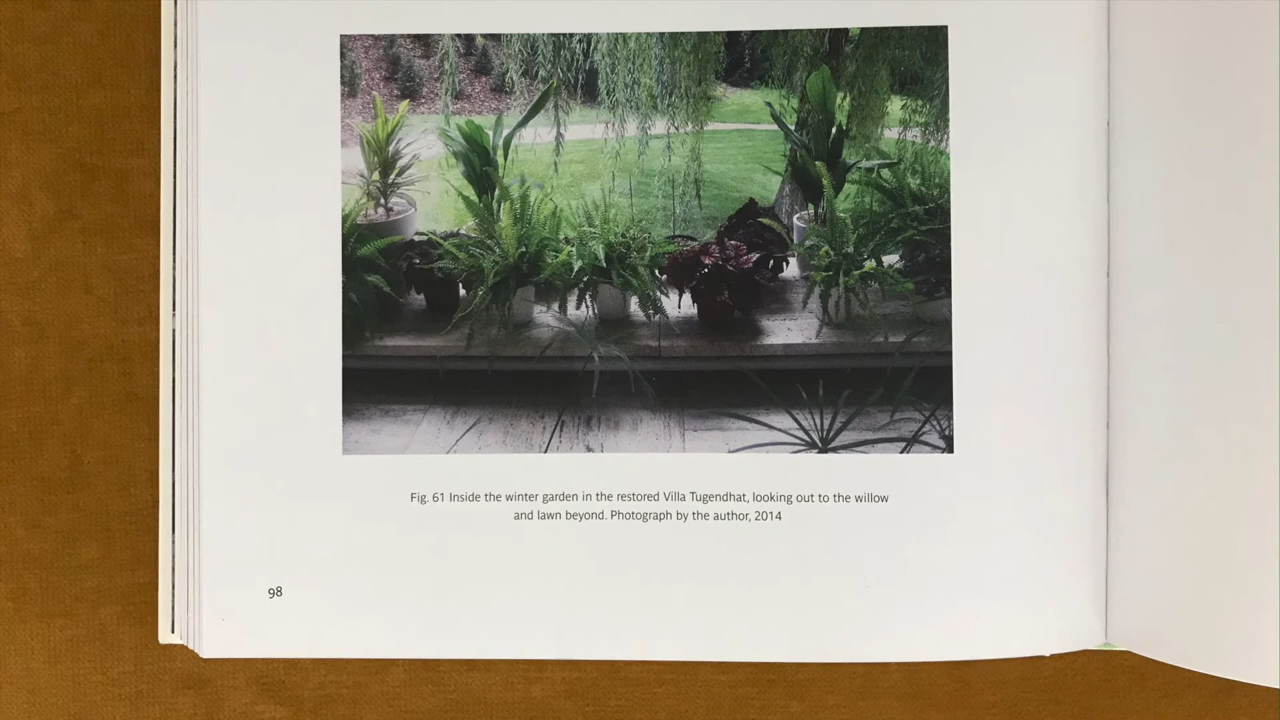 Fig. 61 Inside the winter garden in the restored Villa Tugendhat, looking out to the willow
and lawn beyond. Photograph by the author, 2014
98